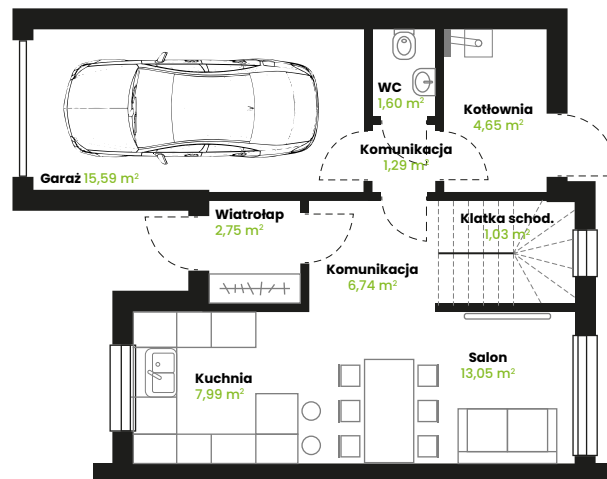 WC
1,60 m²
Kotłownia
4,65 m²
Komunikacja
1,29 m²
Garaż 15,59 m²
Wiatrołap
2,75 m²
Klatka schod.
1,03 m²
Komunikacja
6,74 m²
Kuchnia
7,99 m²
Salon
13,05 m²